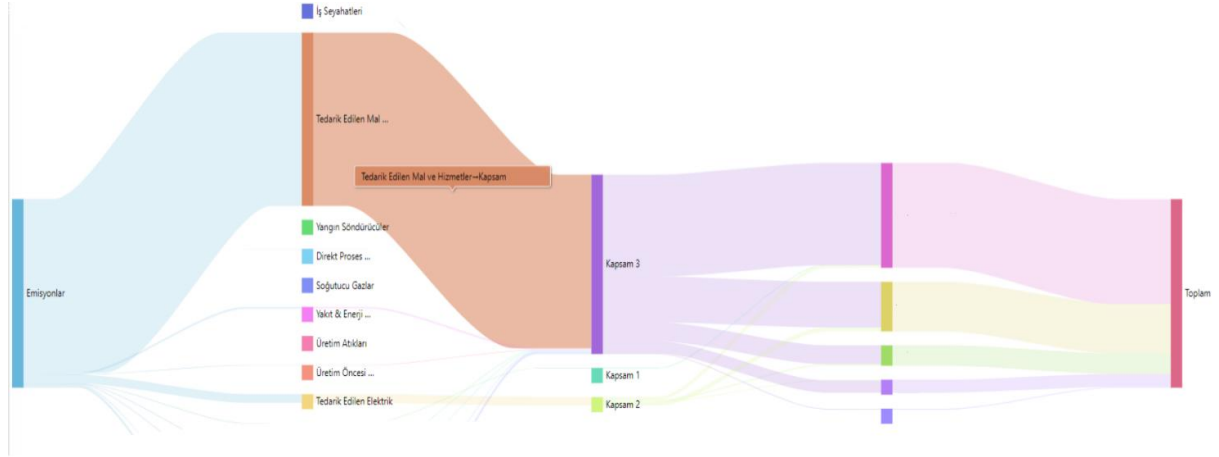 İş Seyahatleri
Tedarik Edilen Mal ...
Tedarik Edilen Mal ve Hizmetler--Kapsam
Yangın Söndürücüler
Direkt Proses ...
Emisyonlar
Kapsam 3
Soğutucu Gazlar
Toplam
Yakıt & Enerji ...
Üretim Atıkları
Üretim Öncesi ...
Kapsam 1
Tedarik Edilen Elektrik
Kapsam 2